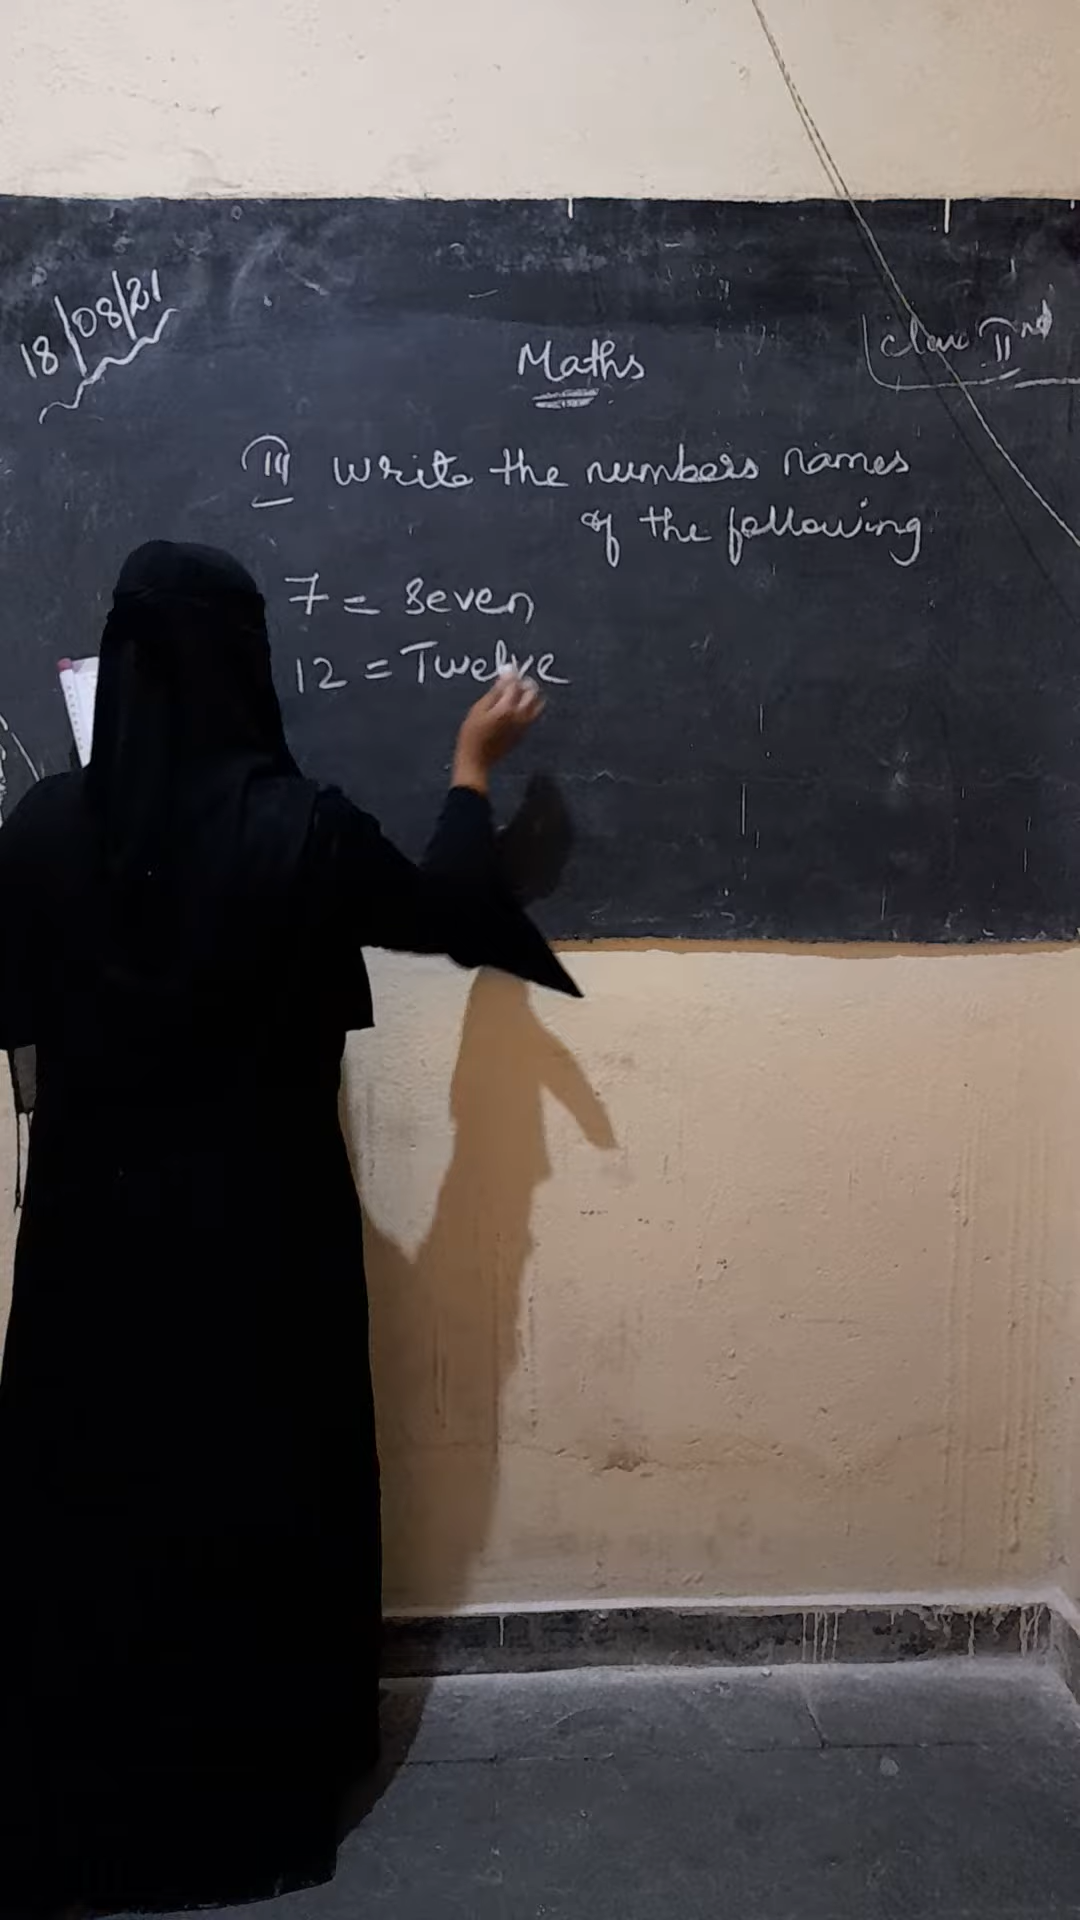 18/08/21
Maths
Class IInd
III Write the numbers names
of the following
7 = Seven
12 = Twelve